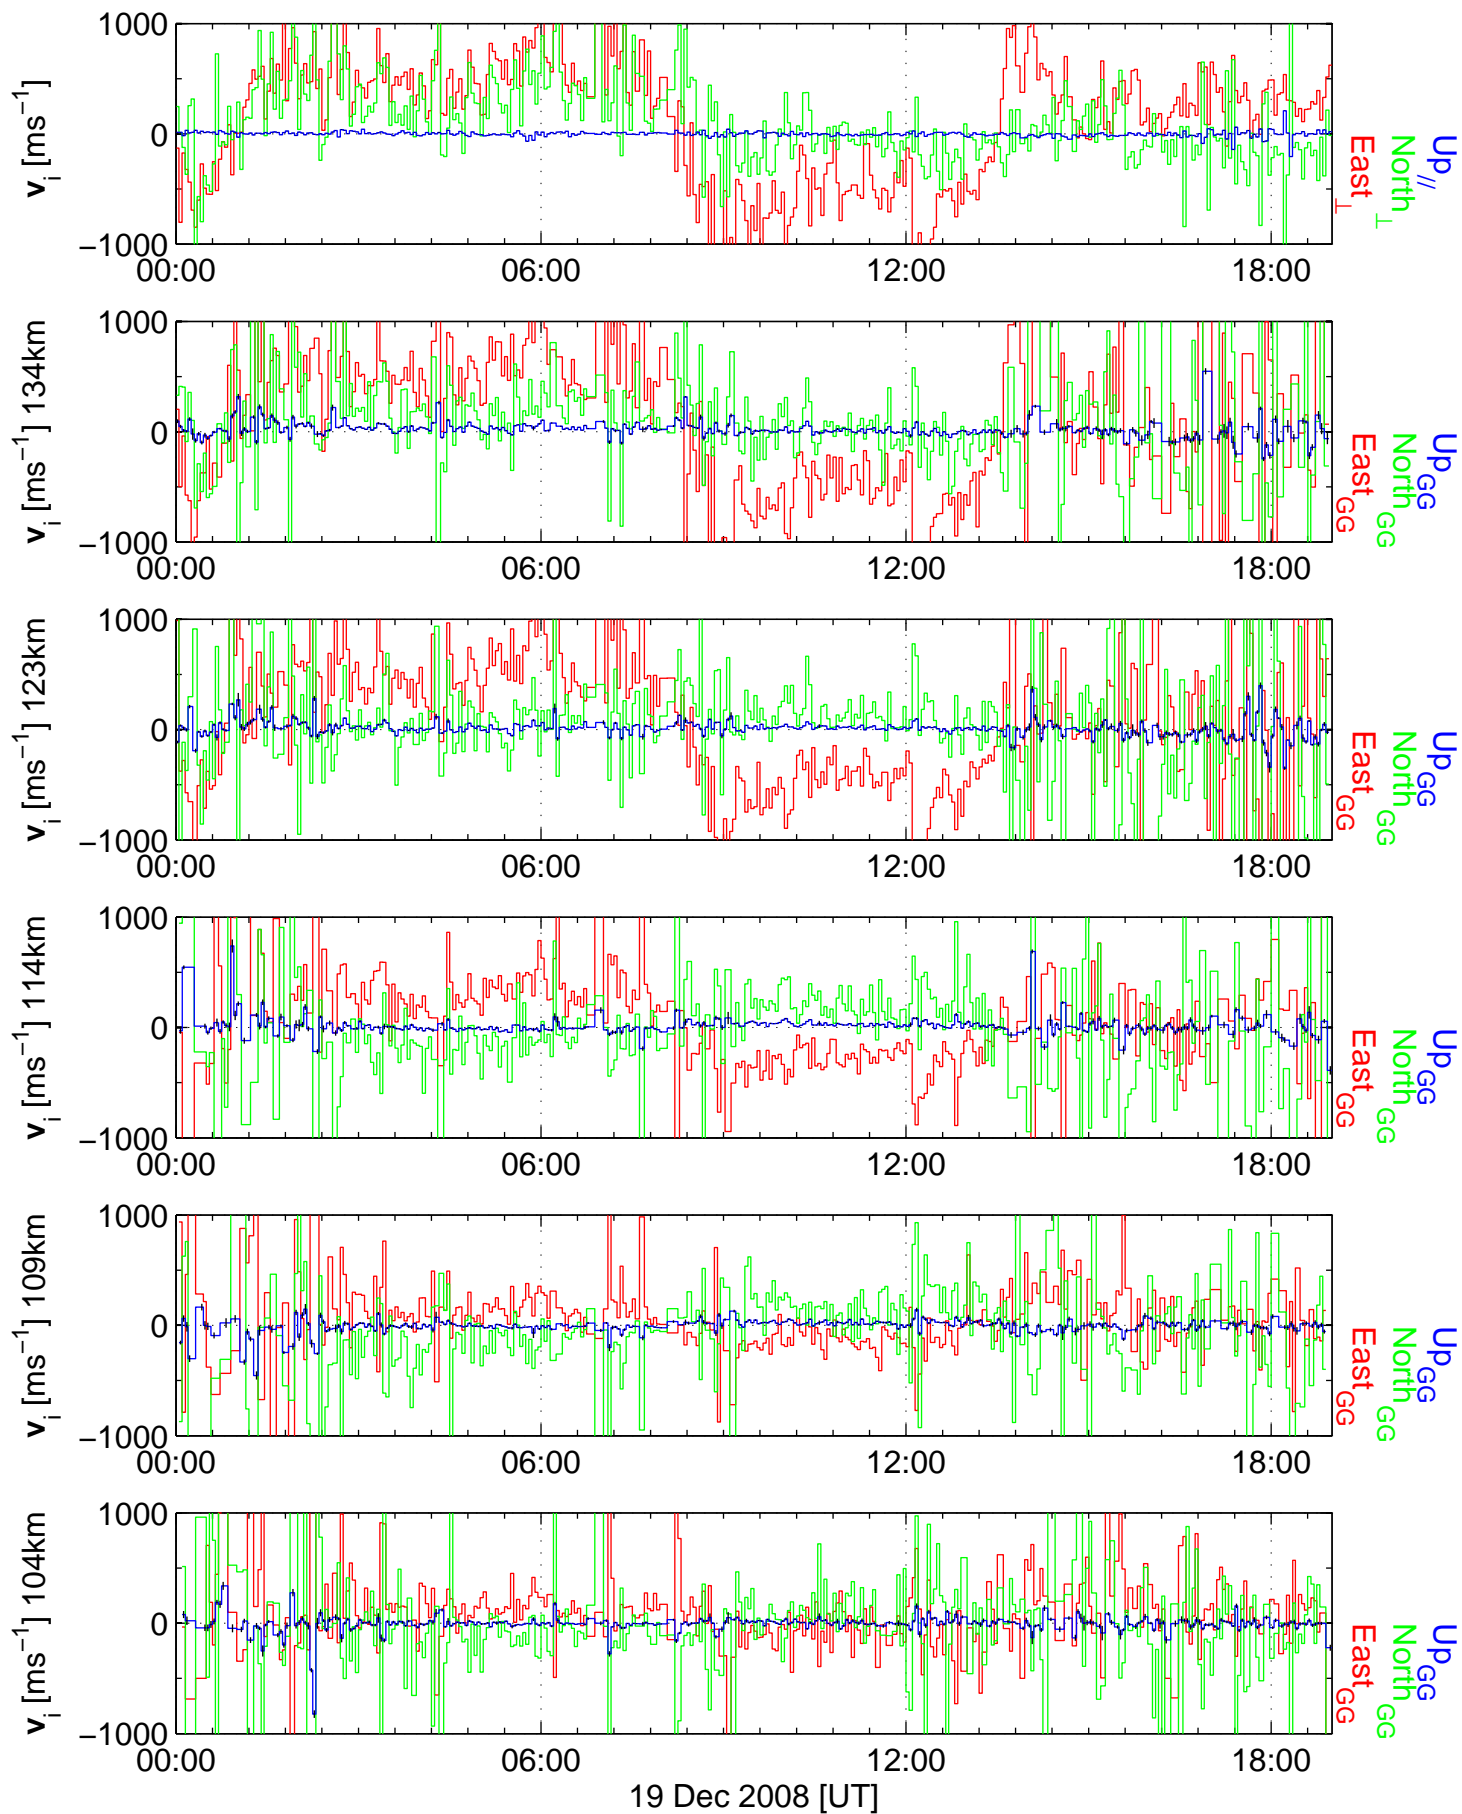 1000
0
−1000
v_i [ms^−1]
00:00 06:00 12:00 18:00
East_⊥
North_⊥
Up_//
1000
0
−1000
v_i [ms^−1] 134km
00:00 06:00 12:00 18:00
East_GG
North_GG
Up_GG
1000
0
−1000
v_i [ms^−1] 123km
00:00 06:00 12:00 18:00
East_GG
North_GG
Up_GG
1000
0
−1000
v_i [ms^−1] 114km
00:00 06:00 12:00 18:00
East_GG
North_GG
Up_GG
1000
0
−1000
v_i [ms^−1] 109km
00:00 06:00 12:00 18:00
East_GG
North_GG
Up_GG
1000
0
−1000
v_i [ms^−1] 104km
00:00 06:00 12:00 18:00
East_GG
North_GG
Up_GG
19 Dec 2008 [UT]